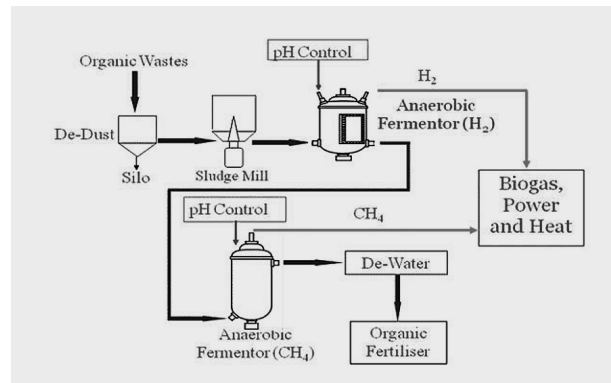 Organic Wastes
pH Control
H₂
De-Dust
Anaerobic
Fermentor (H₂)
Silo
Sludge Mill
Biogas,
Power
and Heat
pH Control
CH₄
De-Water
Anaerobic
Fermentor (CH₄)
Organic
Fertiliser